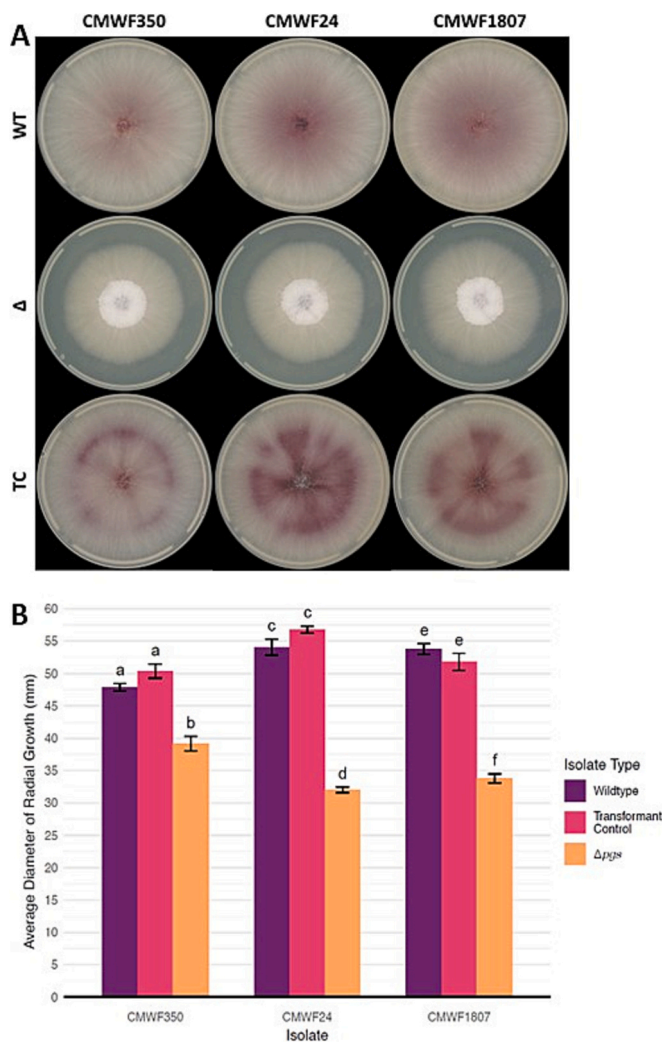 CMWF350 CMWF24 CMWF1807
A
WT
Δ
TC
B
Average Diameter of Radial Growth (mm)
60
55
50
45
40
35
30
25
20
15
10
5
0
a a b c c d e e f
CMWF350 CMWF24 CMWF1807
Isolate
Isolate Type
Wildtype
Transformant
Control
Δpgs